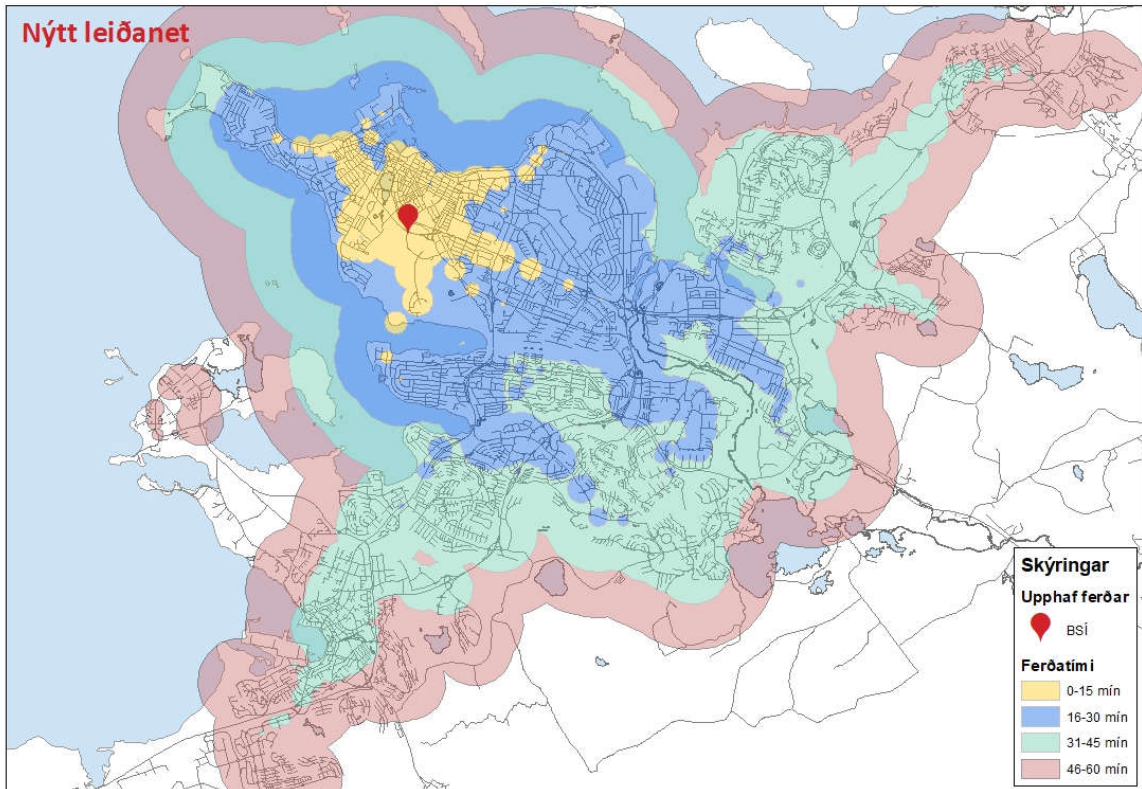 Nýtt leiðanet
Skýringar
Upphaf ferðar
BSÍ
Ferðatími
0-15 mín
16-30 mín
31-45 mín
46-60 mín